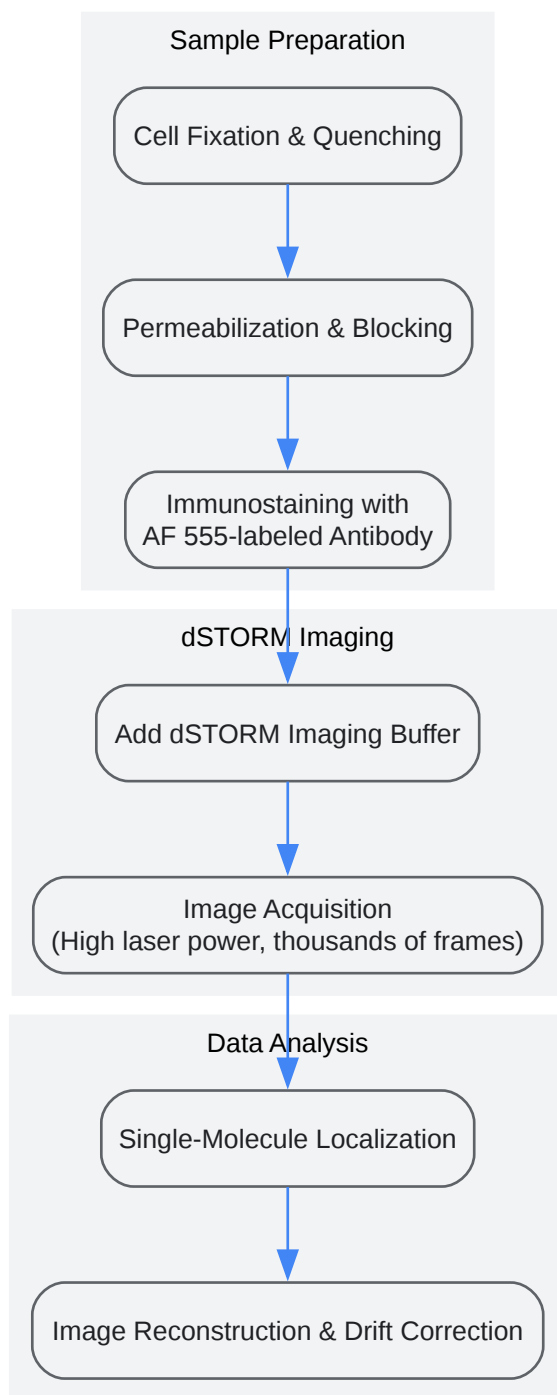 Sample Preparation
Cell Fixation & Quenching
Permeabilization & Blocking
Immunostaining with
AF 555-labeled Antibody
dSTORM Imaging
Add dSTORM Imaging Buffer
Image Acquisition
(High laser power, thousands of frames)
Data Analysis
Single-Molecule Localization
Image Reconstruction & Drift Correction